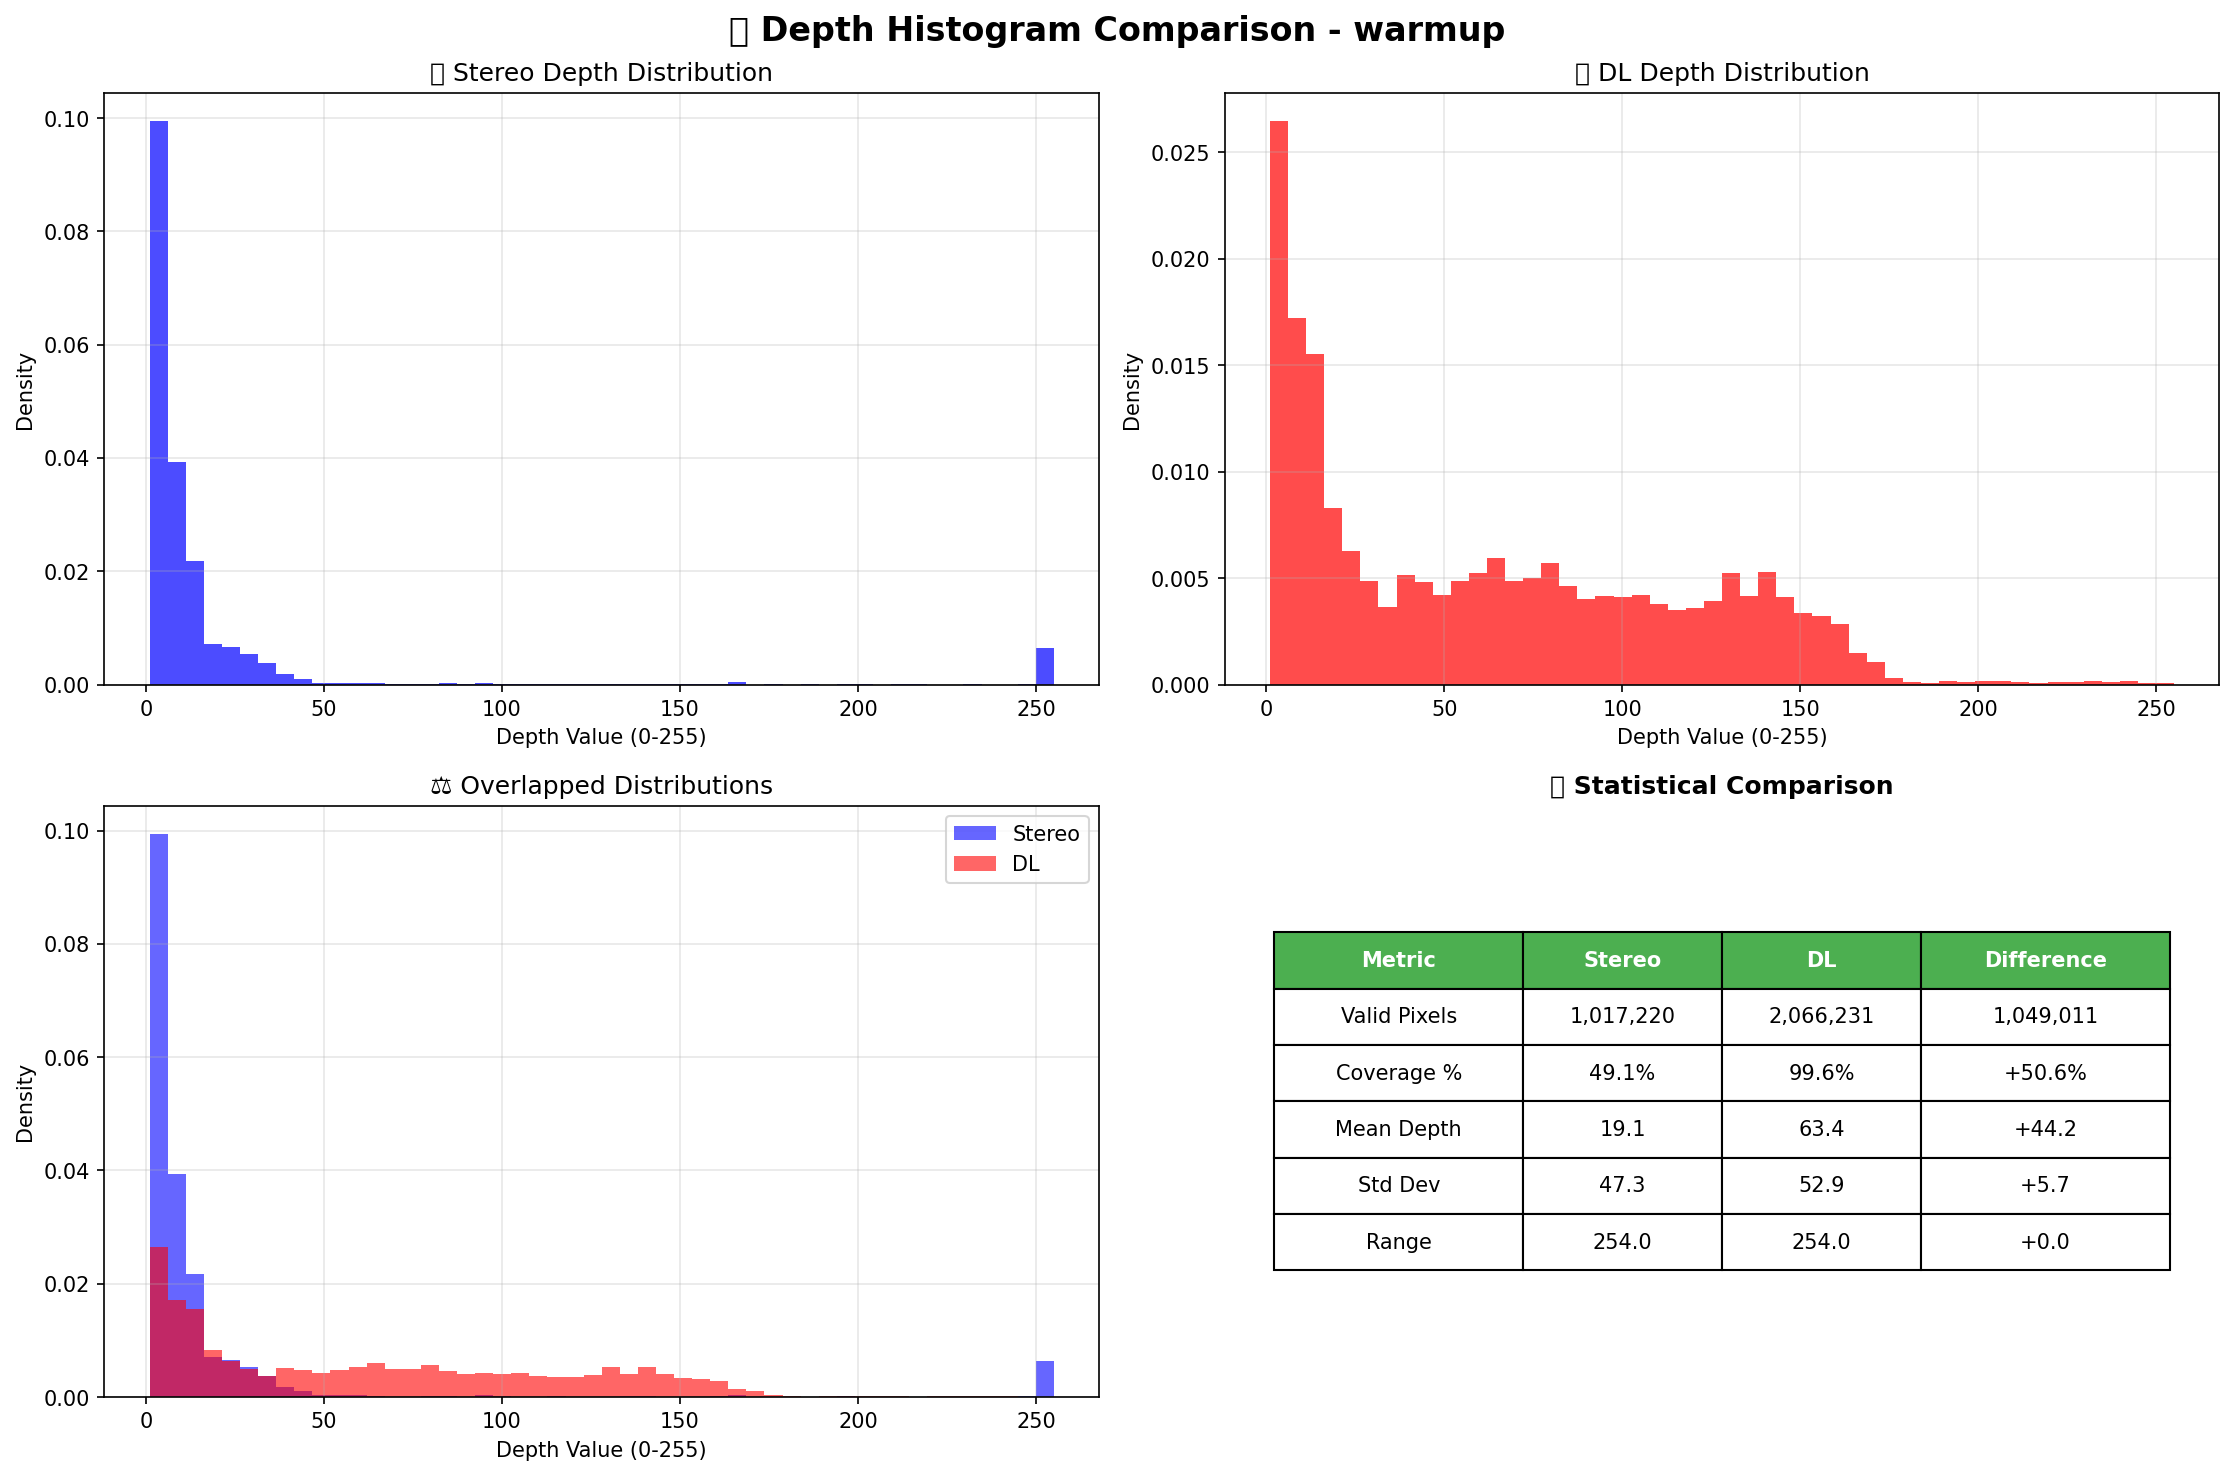 ▯ Depth Histogram Comparison - warmup
▯ Stereo Depth Distribution
0.10
0.08
0.06
0.04
0.02
0.00
Density
0 50 100 150 200 250
Depth Value (0-255)
▯ DL Depth Distribution
0.025
0.020
0.015
0.010
0.005
0.000
Density
0 50 100 150 200 250
Depth Value (0-255)
⚖ Overlapped Distributions
Stereo
DL
0.10
0.08
0.06
0.04
0.02
0.00
Density
0 50 100 150 200 250
Depth Value (0-255)
▯ Statistical Comparison
Metric Stereo DL Difference
Valid Pixels 1,017,220 2,066,231 1,049,011
Coverage % 49.1% 99.6% +50.6%
Mean Depth 19.1 63.4 +44.2
Std Dev 47.3 52.9 +5.7
Range 254.0 254.0 +0.0